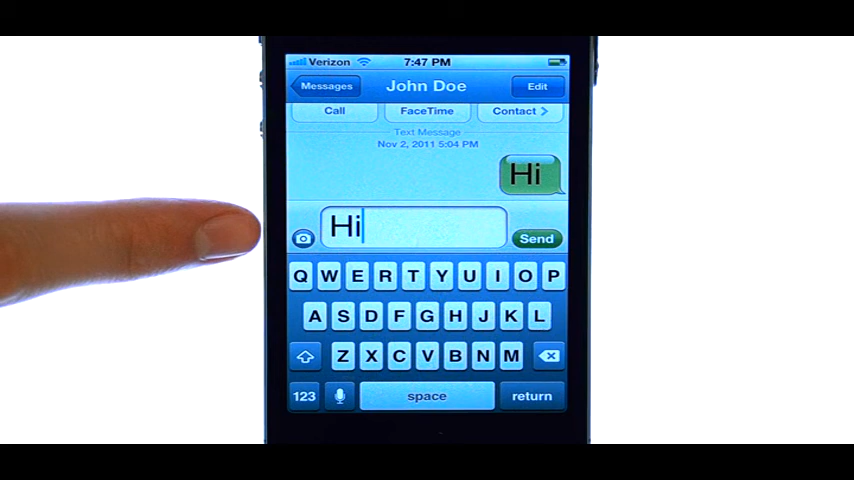 Verizon 7:47 PM
Messages John Doe Edit
Call FaceTime Contact
Text Message
Nov 2, 2011 5:04 PM
Hi
Hi
Send
Q W E R T Y U I O P
A S D F G H J K L
Z X C V B N M
123 space return